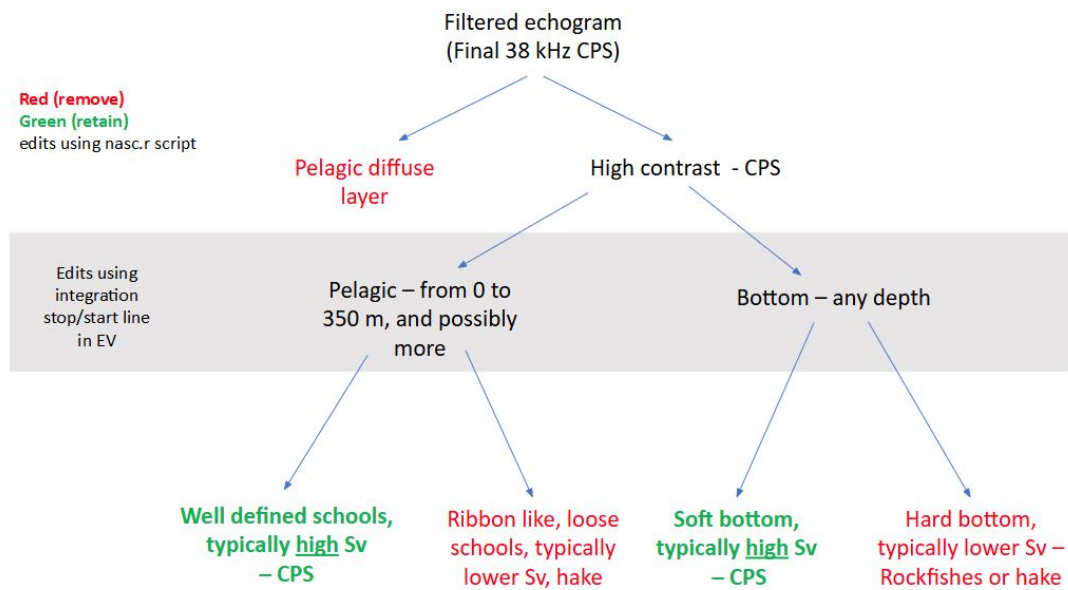 Filtered echogram
(Final 38 kHz CPS)
Red (remove)
Green (retain)
edits using nasc.r script
Pelagic diffuse
layer
High contrast - CPS
Edits using
integration
stop/start line
in EV
Pelagic – from 0 to
350 m, and possibly
more
Bottom – any depth
Well defined schools,
typically high Sv
– CPS
Ribbon like, loose
schools, typically
lower Sv, hake
Soft bottom,
typically high Sv
– CPS
Hard bottom,
typically lower Sv –
Rockfishes or hake